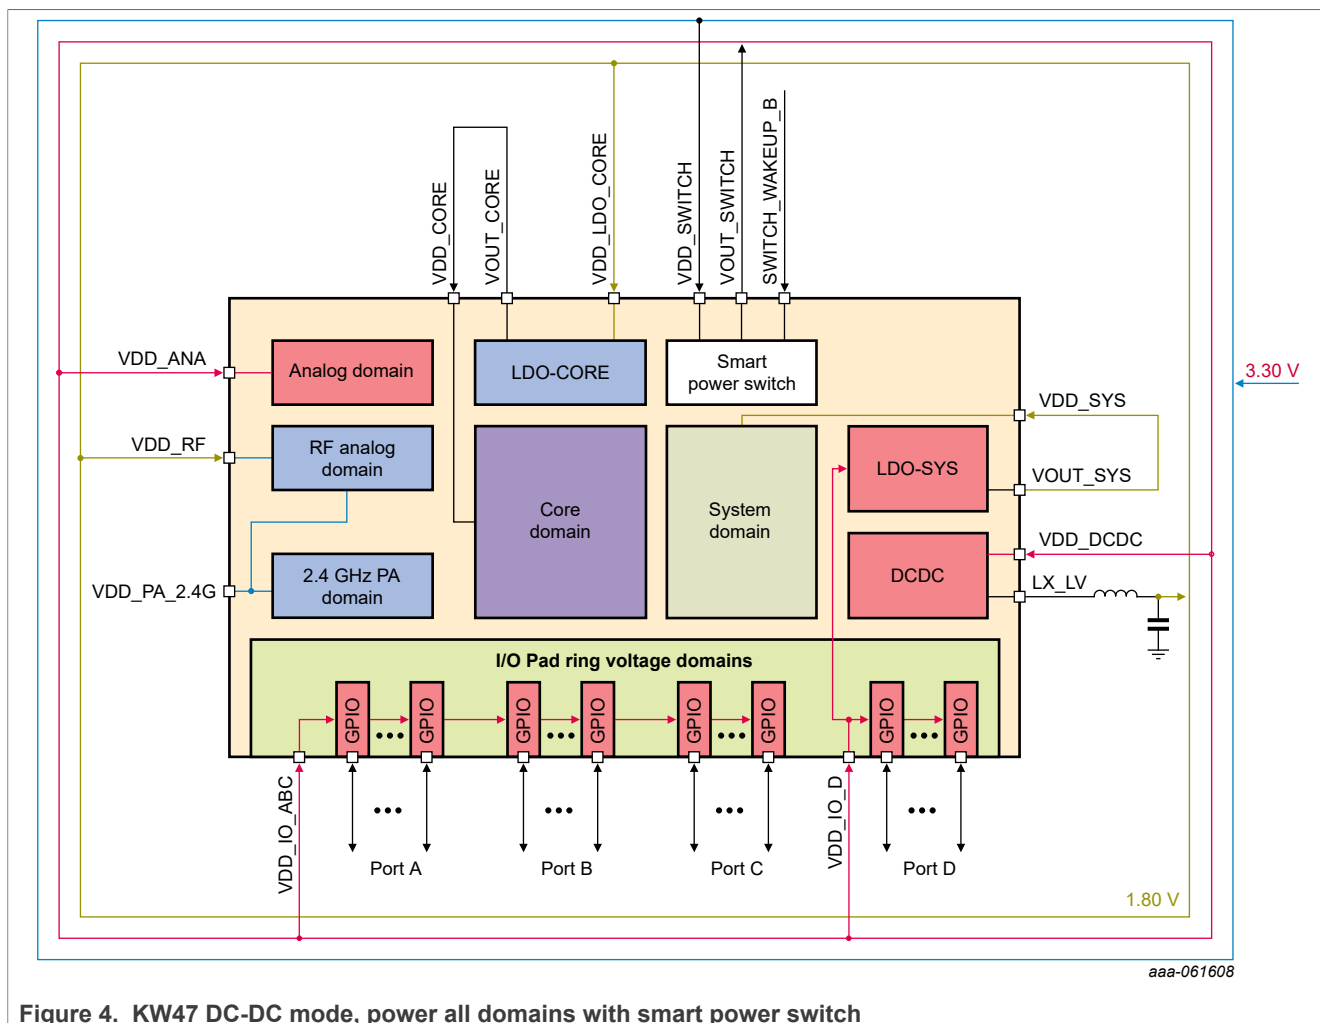 VDD_CORE
VOUT_CORE
VDD_LDO_CORE
VDD_SWITCH
VOUT_SWITCH
SWITCH_WAKEUP_B
VDD_ANA
Analog domain
LDO-CORE
Smart
power switch
3.30 V
VDD_SYS
VDD_RF
RF analog
domain
LDO-SYS
VOUT_SYS
Core
domain
System
domain
VDD_DCDC
VDD_PA_2.4G
2.4 GHz PA
domain
DCDC
LX_LV
I/O Pad ring voltage domains
GPIO
•••
GPIO
GPIO
•••
GPIO
GPIO
•••
GPIO
GPIO
•••
GPIO
VDD_IO_ABC
•••
•••
•••
VDD_IO_D
•••
Port A
Port B
Port C
Port D
1.80 V
aaa-061608
Figure 4. KW47 DC-DC mode, power all domains with smart power switch